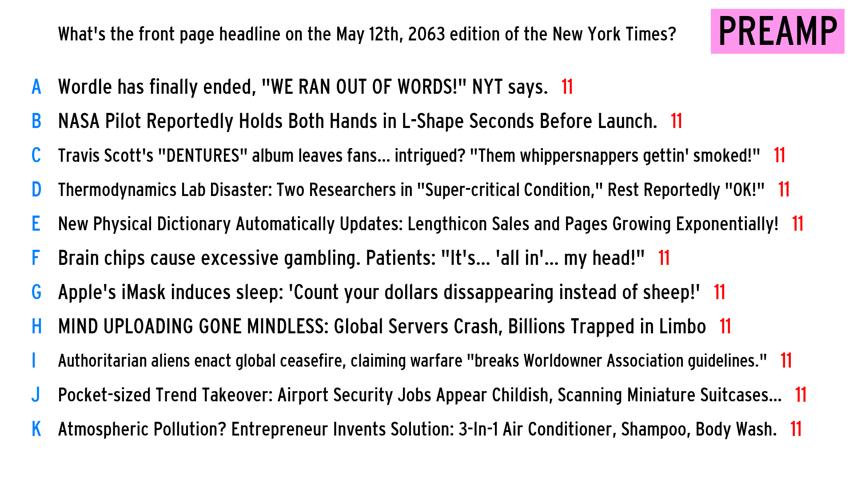 What's the front page headline on the May 12th, 2063 edition of the New York Times? PREAMP
A Wordle has finally ended, "WE RAN OUT OF WORDS!" NYT says. 11
B NASA Pilot Reportedly Holds Both Hands in L-Shape Seconds Before Launch. 11
C Travis Scott's "DENTURES" album leaves fans... intrigued? "Them whippersnappers gettin' smoked!" 11
D Thermodynamics Lab Disaster: Two Researchers in "Super-critical Condition," Rest Reportedly "OK!" 11
E New Physical Dictionary Automatically Updates: Lengthicon Sales and Pages Growing Exponentially! 11
F Brain chips cause excessive gambling. Patients: "It's... 'all in'... my head!" 11
G Apple's iMask induces sleep: 'Count your dollars dissappearing instead of sheep!' 11
H MIND UPLOADING GONE MINDLESS: Global Servers Crash, Billions Trapped in Limbo 11
I Authoritarian aliens enact global ceasefire, claiming warfare "breaks Worldowner Association guidelines." 11
J Pocket-sized Trend Takeover: Airport Security Jobs Appear Childish, Scanning Miniature Suitcases... 11
K Atmospheric Pollution? Entrepreneur Invents Solution: 3-In-1 Air Conditioner, Shampoo, Body Wash. 11